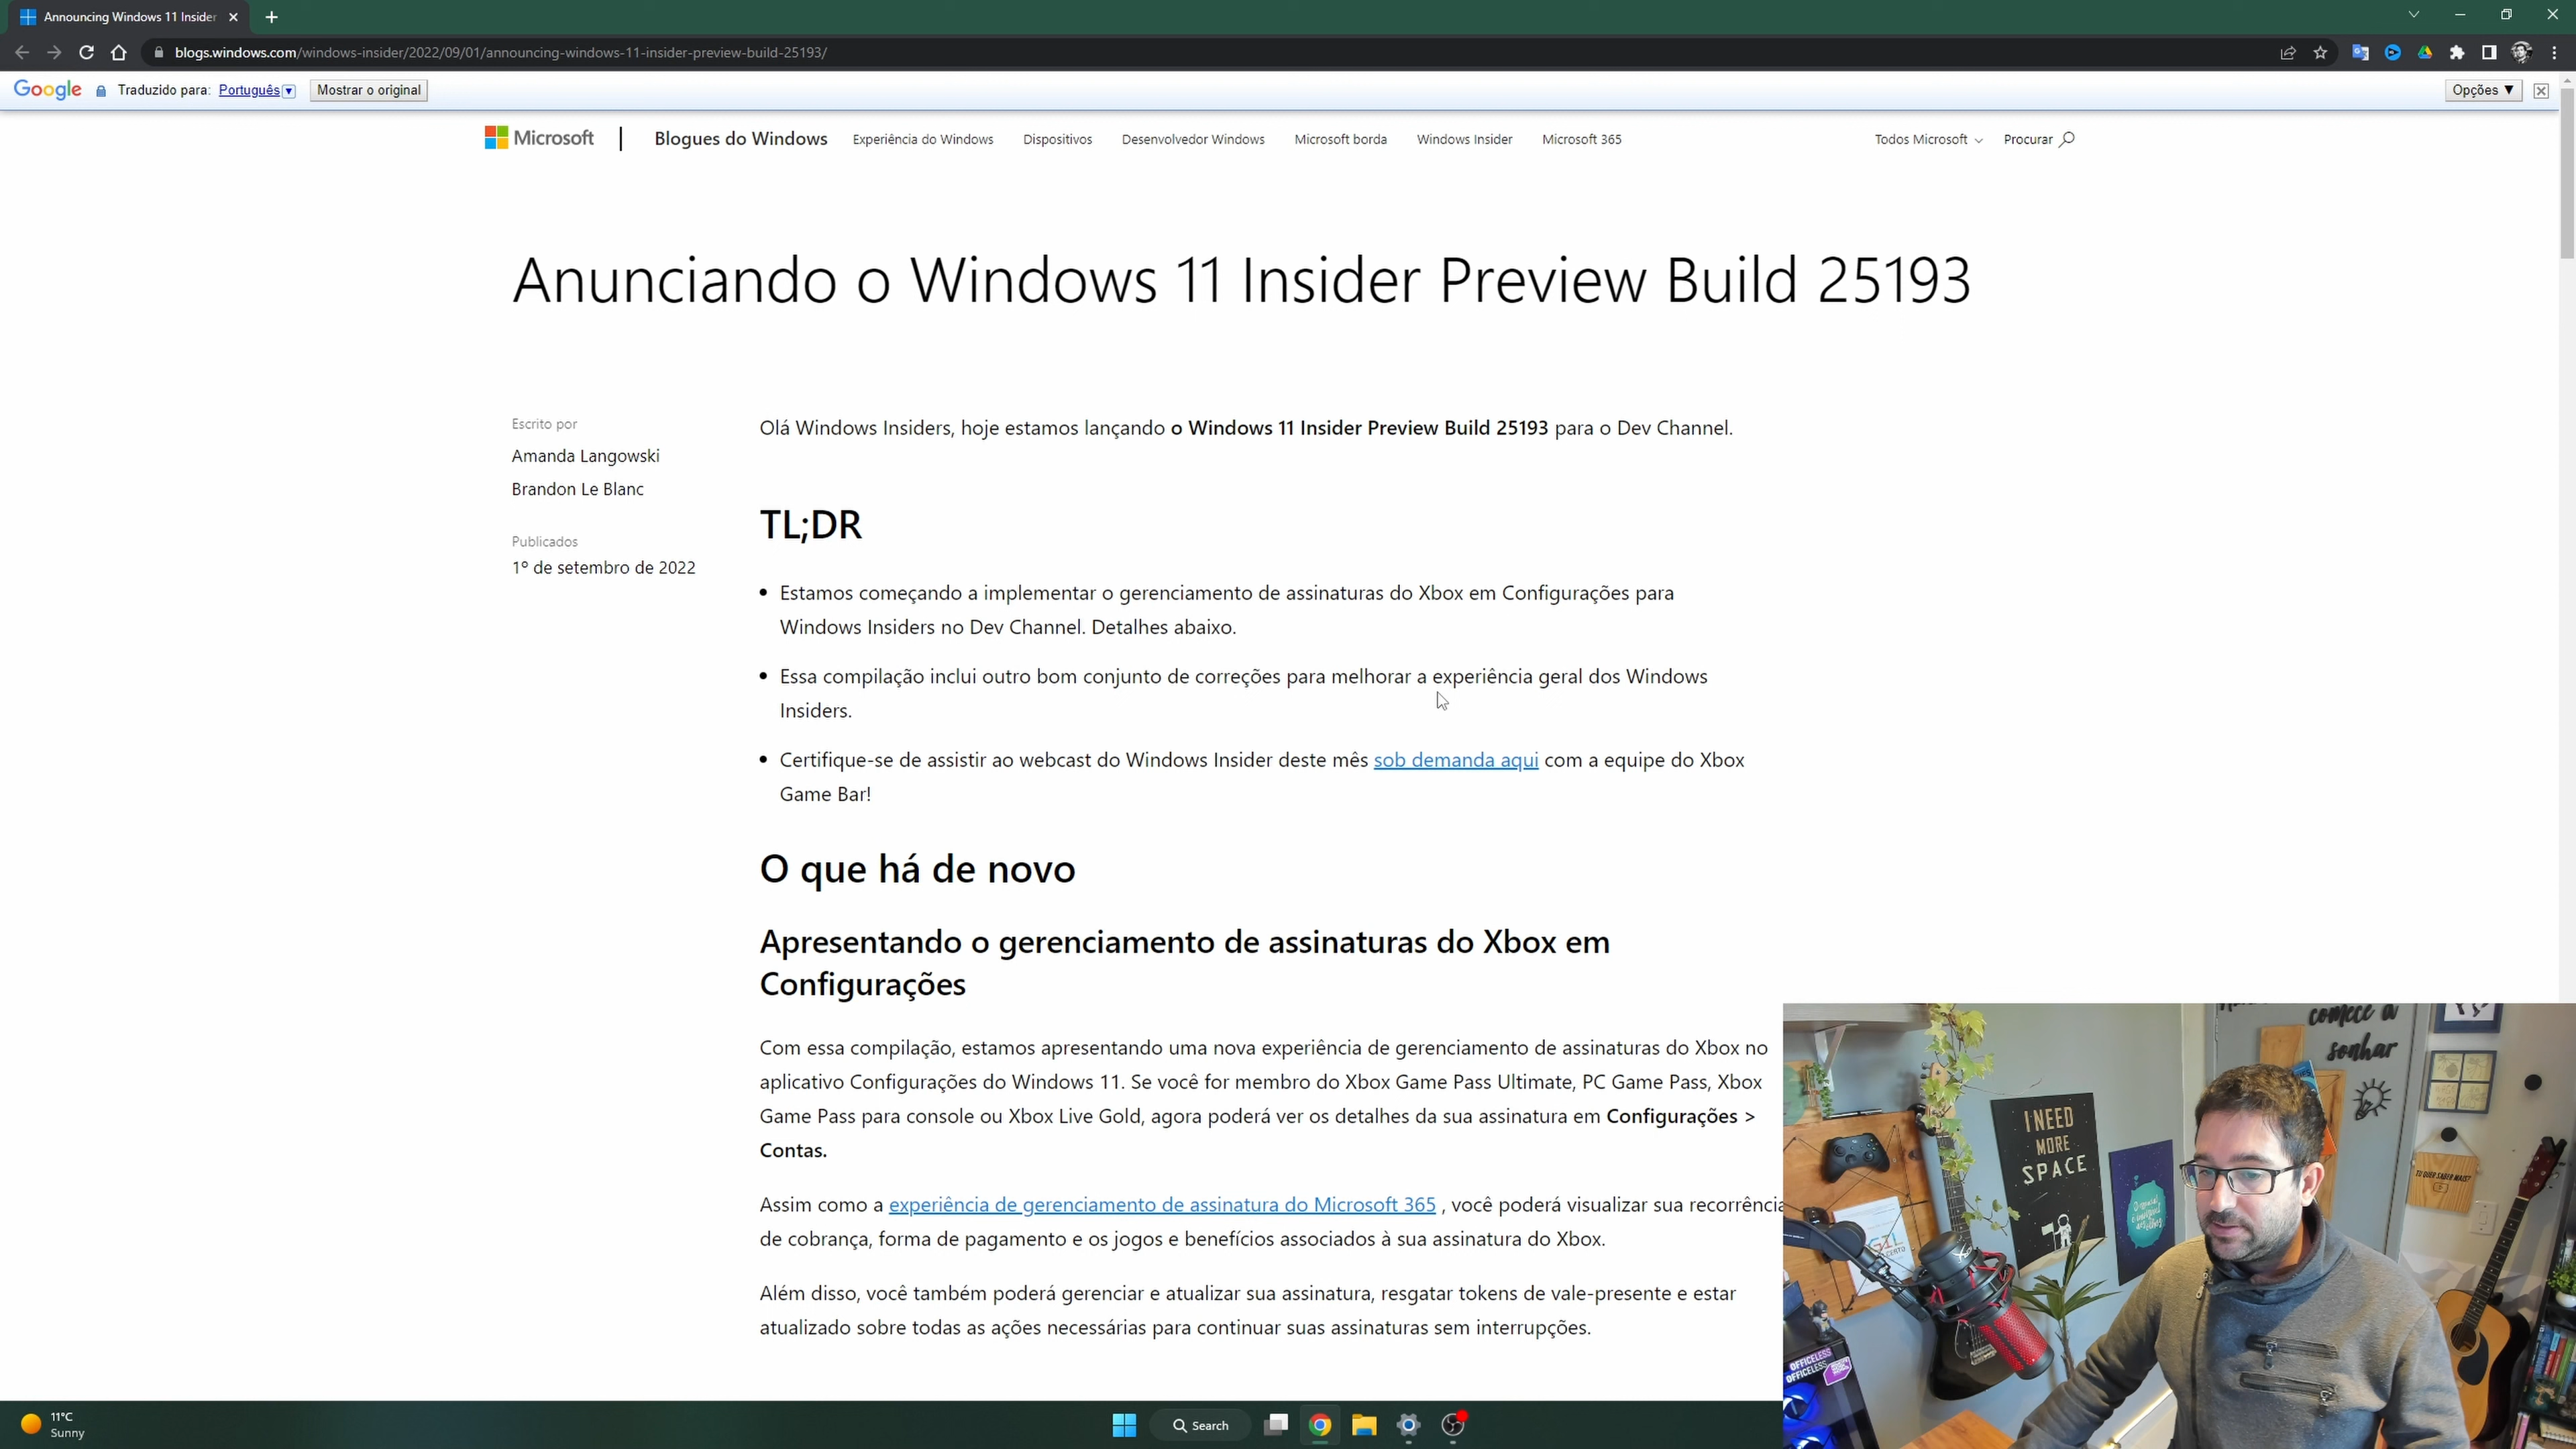 Announcing Windows 11 Insider
blogs.windows.com/windows-insider/2022/09/01/announcing-windows-11-insider-preview-build-25193/
Google Traduzido para: Português Mostrar o original Opções
Microsoft | Blogues do Windows Experiência do Windows Dispositivos Desenvolvedor Windows Microsoft borda Windows Insider Microsoft 365 Todos Microsoft Procurar
Anunciando o Windows 11 Insider Preview Build 25193
Escrito por
Amanda Langowski
Brandon Le Blanc
Publicados
1º de setembro de 2022
Olá Windows Insiders, hoje estamos lançando o Windows 11 Insider Preview Build 25193 para o Dev Channel.
TL;DR
• Estamos começando a implementar o gerenciamento de assinaturas do Xbox em Configurações para
Windows Insiders no Dev Channel. Detalhes abaixo.
• Essa compilação inclui outro bom conjunto de correções para melhorar a experiência geral dos Windows
Insiders.
• Certifique-se de assistir ao webcast do Windows Insider deste mês sob demanda aqui com a equipe do Xbox
Game Bar!
O que há de novo
Apresentando o gerenciamento de assinaturas do Xbox em
Configurações
Com essa compilação, estamos apresentando uma nova experiência de gerenciamento de assinaturas do Xbox no
aplicativo Configurações do Windows 11. Se você for membro do Xbox Game Pass Ultimate, PC Game Pass, Xbox
Game Pass para console ou Xbox Live Gold, agora poderá ver os detalhes da sua assinatura em Configurações >
Contas.
Assim como a experiência de gerenciamento de assinatura do Microsoft 365 , você poderá visualizar sua recorrência
de cobrança, forma de pagamento e os jogos e benefícios associados à sua assinatura do Xbox.
Além disso, você também poderá gerenciar e atualizar sua assinatura, resgatar tokens de vale-presente e estar
atualizado sobre todas as ações necessárias para continuar suas assinaturas sem interrupções.
comece a
sonhar
I NEED
MORE
SPACE
TU QUER SABER MAIS?
OFFICELESS
OFFICELESS
11°C
Sunny
Search